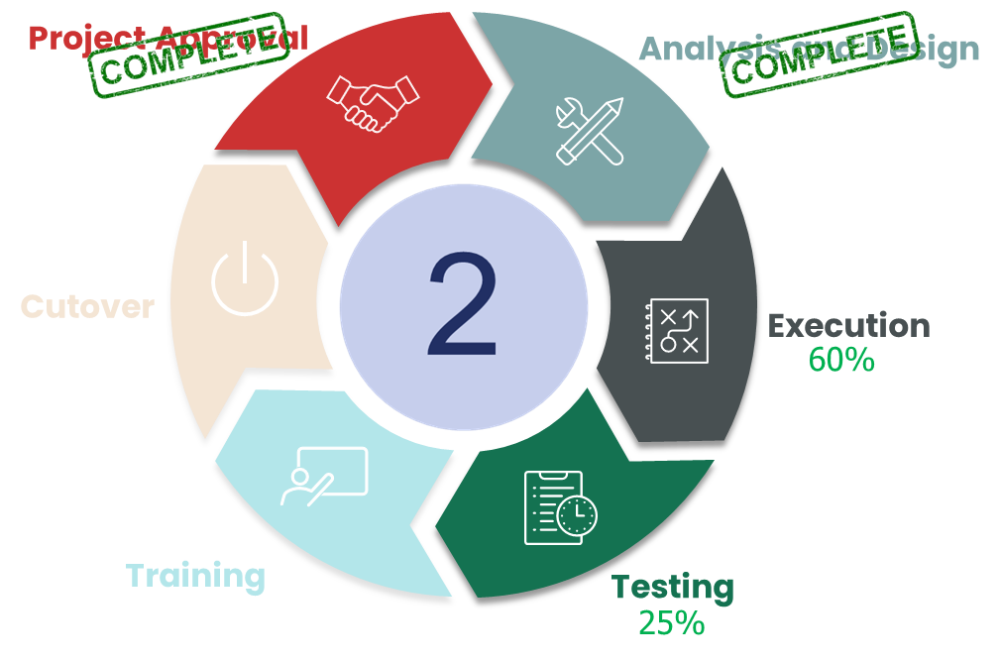 Project Approval
COMPLETE
Analysis and Design
COMPLETE
2
Execution
60%
Cutover
Training
Testing
25%